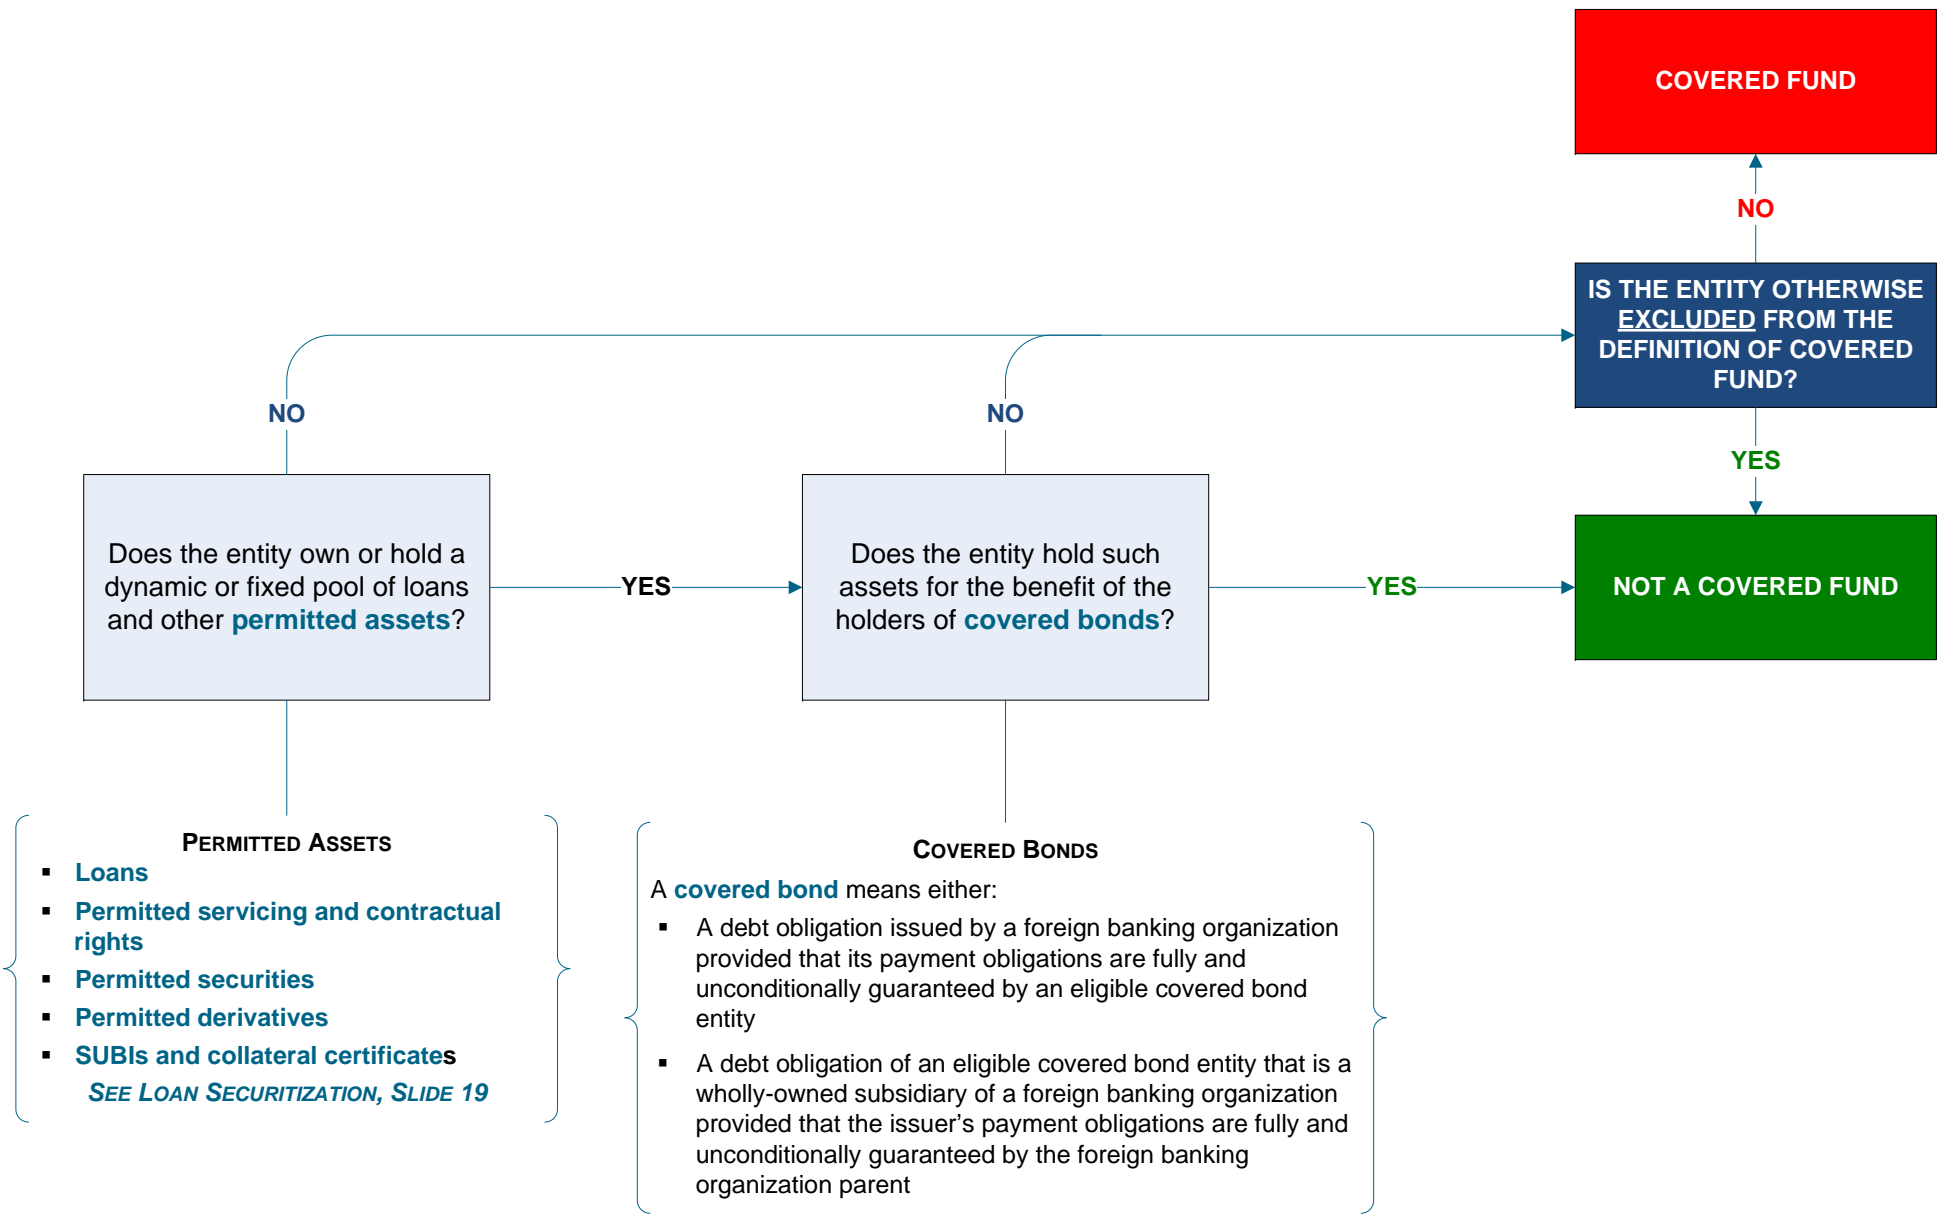 COVERED FUND
NO
IS THE ENTITY OTHERWISE
EXCLUDED FROM THE
DEFINITION OF COVERED
FUND?
NO
NO
YES
Does the entity own or hold a
dynamic or fixed pool of loans
and other permitted assets?
YES
Does the entity hold such
assets for the benefit of the
holders of covered bonds?
YES
NOT A COVERED FUND
PERMITTED ASSETS
▪ Loans
▪ Permitted servicing and contractual
rights
▪ Permitted securities
▪ Permitted derivatives
▪ SUBIs and collateral certificates
SEE LOAN SECURITIZATION, SLIDE 19
COVERED BONDS
A covered bond means either:
▪ A debt obligation issued by a foreign banking organization
provided that its payment obligations are fully and
unconditionally guaranteed by an eligible covered bond
entity
▪ A debt obligation of an eligible covered bond entity that is a
wholly-owned subsidiary of a foreign banking organization
provided that the issuer’s payment obligations are fully and
unconditionally guaranteed by the foreign banking
organization parent